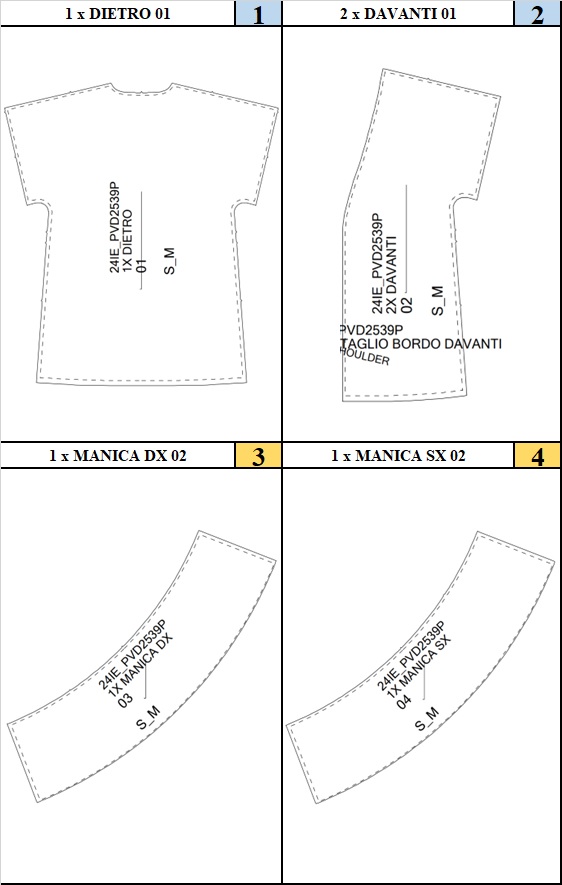 1 x DIETRO 01
1
2 x DAVANTI 01
2
24IE_PVD2539P
1X DIETRO
01
S_M
24IE_PVD2539P
2X DAVANTI
02
S_M
PVD2539P
TAGLIO BORDO DAVANTI
HOULDER
1 x MANICA DX 02
3
1 x MANICA SX 02
4
24IE_PVD2539P
1X MANICA DX
03
S_M
24IE_PVD2539P
1X MANICA SX
04
S_M